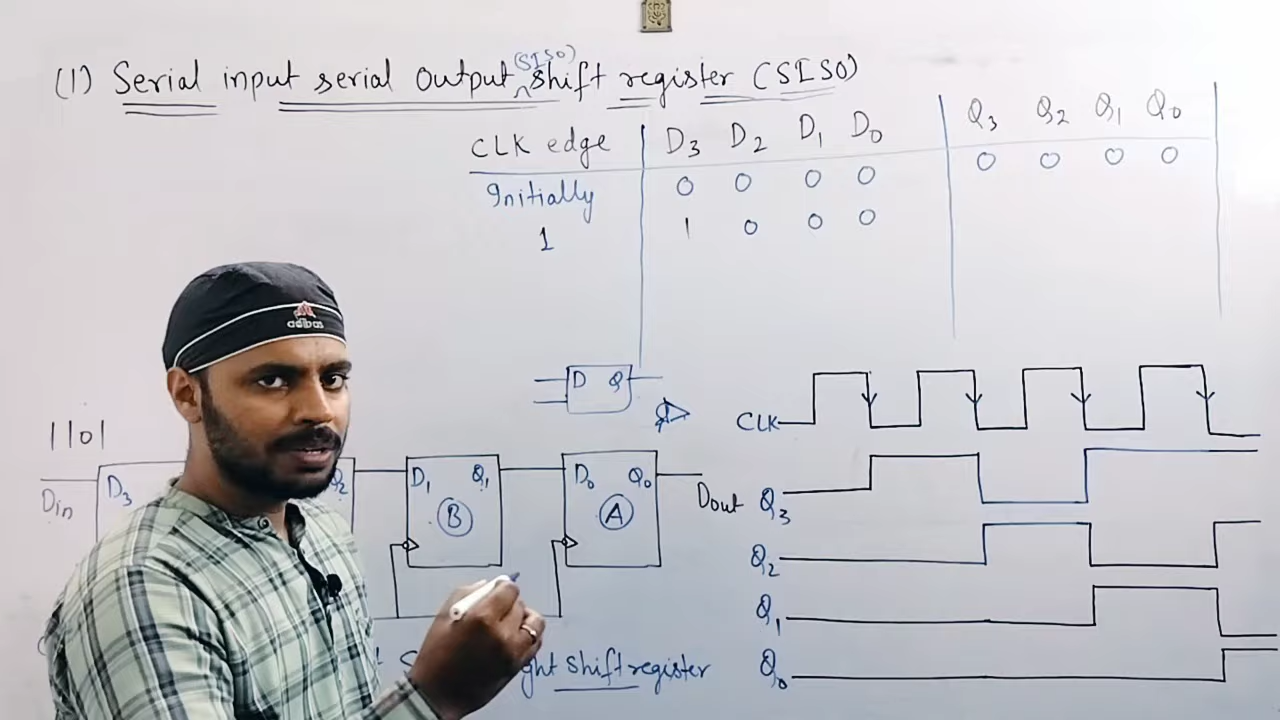 (1) Serial input serial output (SISO) shift register (SISO)
CLK edge D3 D2 D1 D0 Q3 Q2 Q1 Q0
Initially 0 0 0 0 0 0 0 0
1 1 0 0 0
adidas
D Q
CLK
1101
Din D3 Q2 D1 Q1 D0 Q0 Dout
B A
Q3
Q2
Q1
Q0
shift register